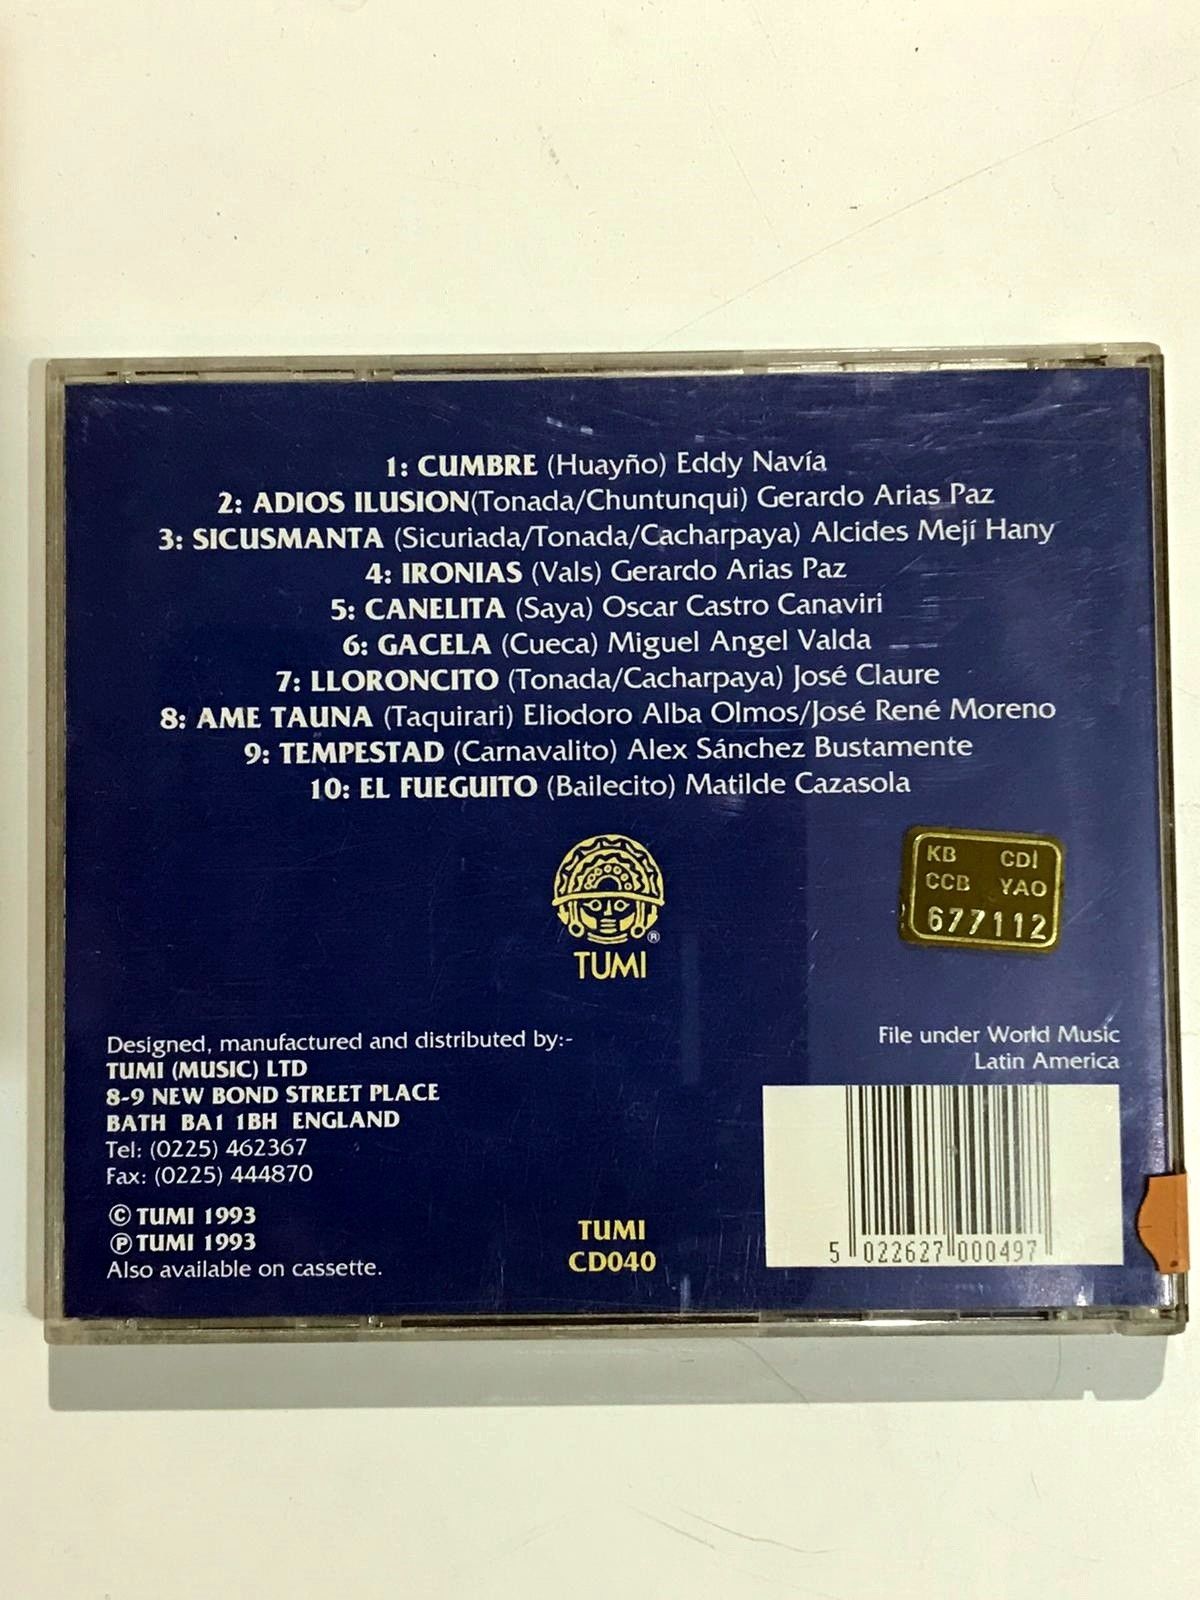 1: CUMBRE (Huayño) Eddy Navía
2: ADIOS ILUSION(Tonada/Chuntunqui) Gerardo Arias Paz
3: SICUSMANTA (Sicuriada/Tonada/Cacharpaya) Alcides Mejí Hany
4: IRONIAS (Vals) Gerardo Arias Paz
5: CANELITA (Saya) Oscar Castro Canaviri
6: GACELA (Cueca) Miguel Angel Valda
7: LLORONCITO (Tonada/Cacharpaya) José Claure
8: AME TAUNA (Taquirari) Eliodoro Alba Olmos/José René Moreno
9: TEMPESTAD (Carnavalito) Alex Sánchez Bustamente
10: EL FUEGUITO (Bailecito) Matilde Cazasola
KB CDİ
CCB YAO
677112
®
TUMI
Designed, manufactured and distributed by:-
TUMI (MUSIC) LTD
8-9 NEW BOND STREET PLACE
BATH BA1 1BH ENGLAND
Tel: (0225) 462367
Fax: (0225) 444870
© TUMI 1993
℗ TUMI 1993
Also available on cassette.
TUMI
CD040
File under World Music
Latin America
5 022627 000497